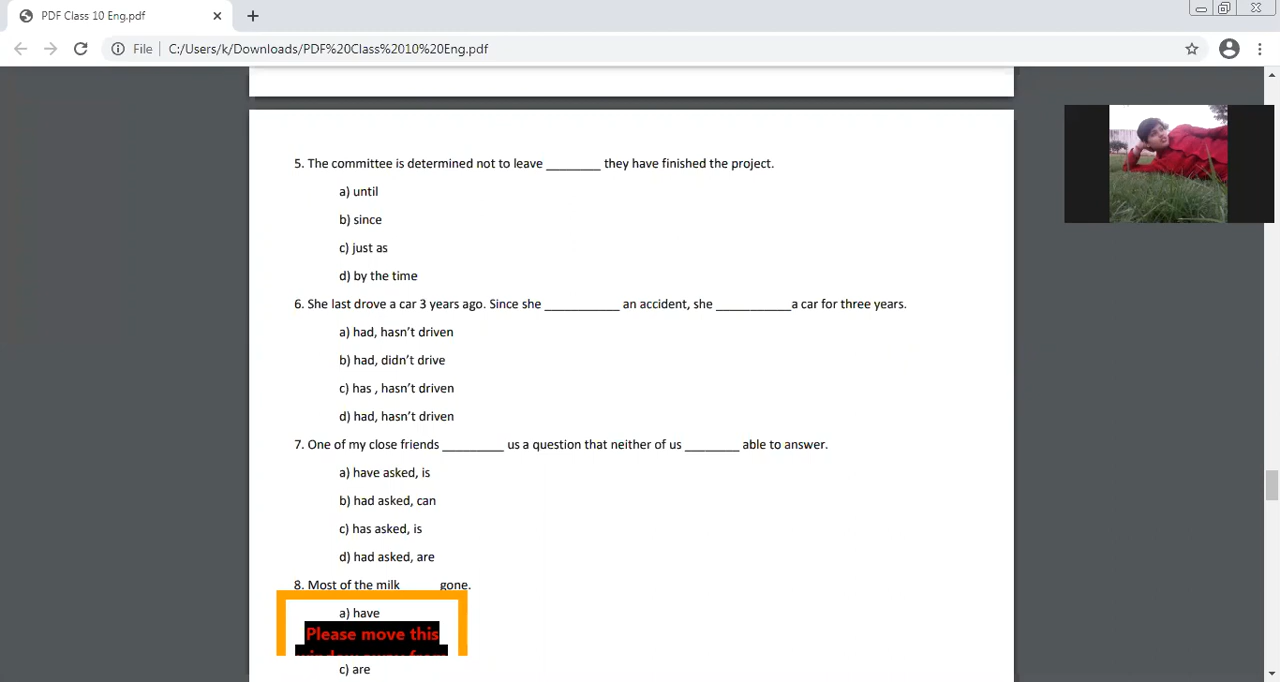 PDF Class 10 Eng.pdf
File
C:/Users/k/Downloads/PDF%20Class%2010%20Eng.pdf
5. The committee is determined not to leave ________ they have finished the project.
a) until
b) since
c) just as
d) by the time
6. She last drove a car 3 years ago. Since she ___________ an accident, she ___________a car for three years.
a) had, hasn't driven
b) had, didn't drive
c) has , hasn't driven
d) had, hasn't driven
7. One of my close friends _________ us a question that neither of us ________ able to answer.
a) have asked, is
b) had asked, can
c) has asked, is
d) had asked, are
8. Most of the milk gone.
a) have
Please move this
window away from
c) are